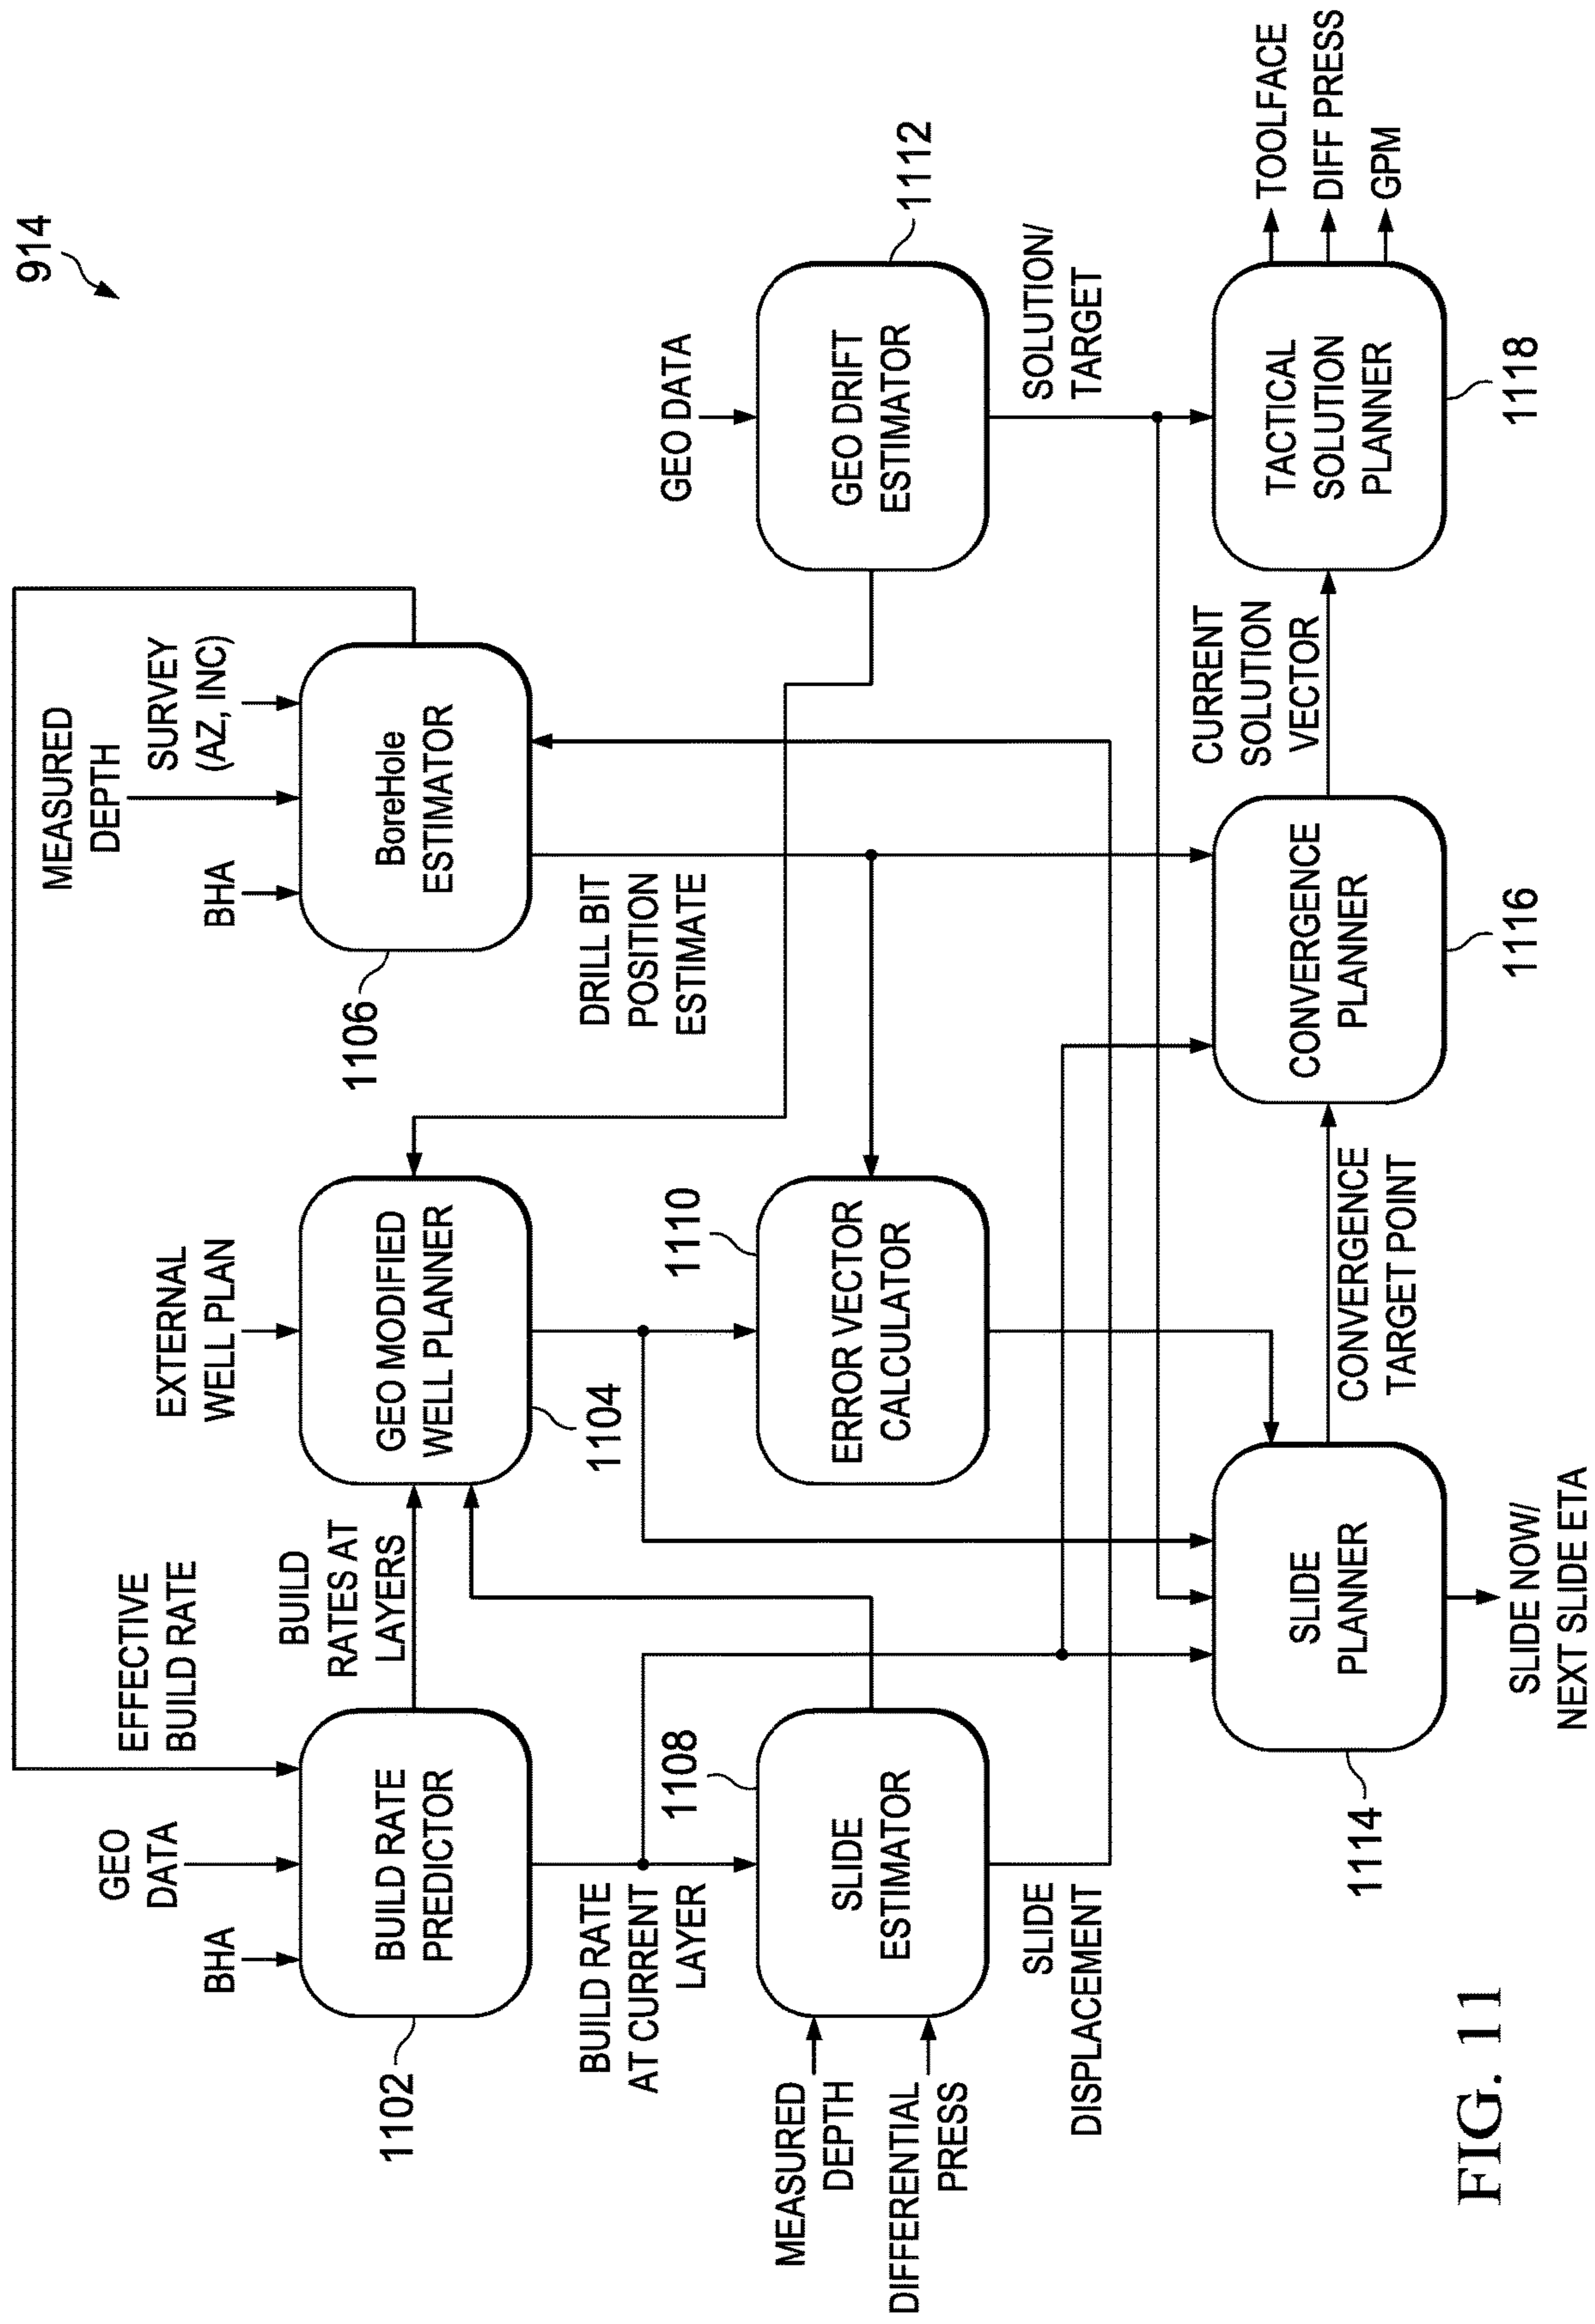 914
EFFECTIVE
BUILD RATE
GEO
DATA
BHA
BUILD RATE
PREDICTOR
1102
BUILD
RATES AT
LAYERS
EXTERNAL
WELL PLAN
GEO MODIFIED
WELL PLANNER
1104
MEASURED
DEPTH
SURVEY
(AZ, INC)
BHA
BoreHole
ESTIMATOR
1106
BUILD RATE
AT CURRENT
LAYER
MEASURED
DEPTH
DIFFERENTIAL
PRESS
SLIDE
ESTIMATOR
1108
SLIDE
DISPLACEMENT
ERROR VECTOR
CALCULATOR
1110
DRILL BIT
POSITION
ESTIMATE
GEO DATA
GEO DRIFT
ESTIMATOR
1112
SOLUTION/
TARGET
SLIDE
PLANNER
1114
SLIDE NOW/
NEXT SLIDE ETA
CONVERGENCE
TARGET POINT
CONVERGENCE
PLANNER
1116
CURRENT
SOLUTION
VECTOR
TACTICAL
SOLUTION
PLANNER
1118
TOOLFACE
DIFF PRESS
GPM
FIG. 11